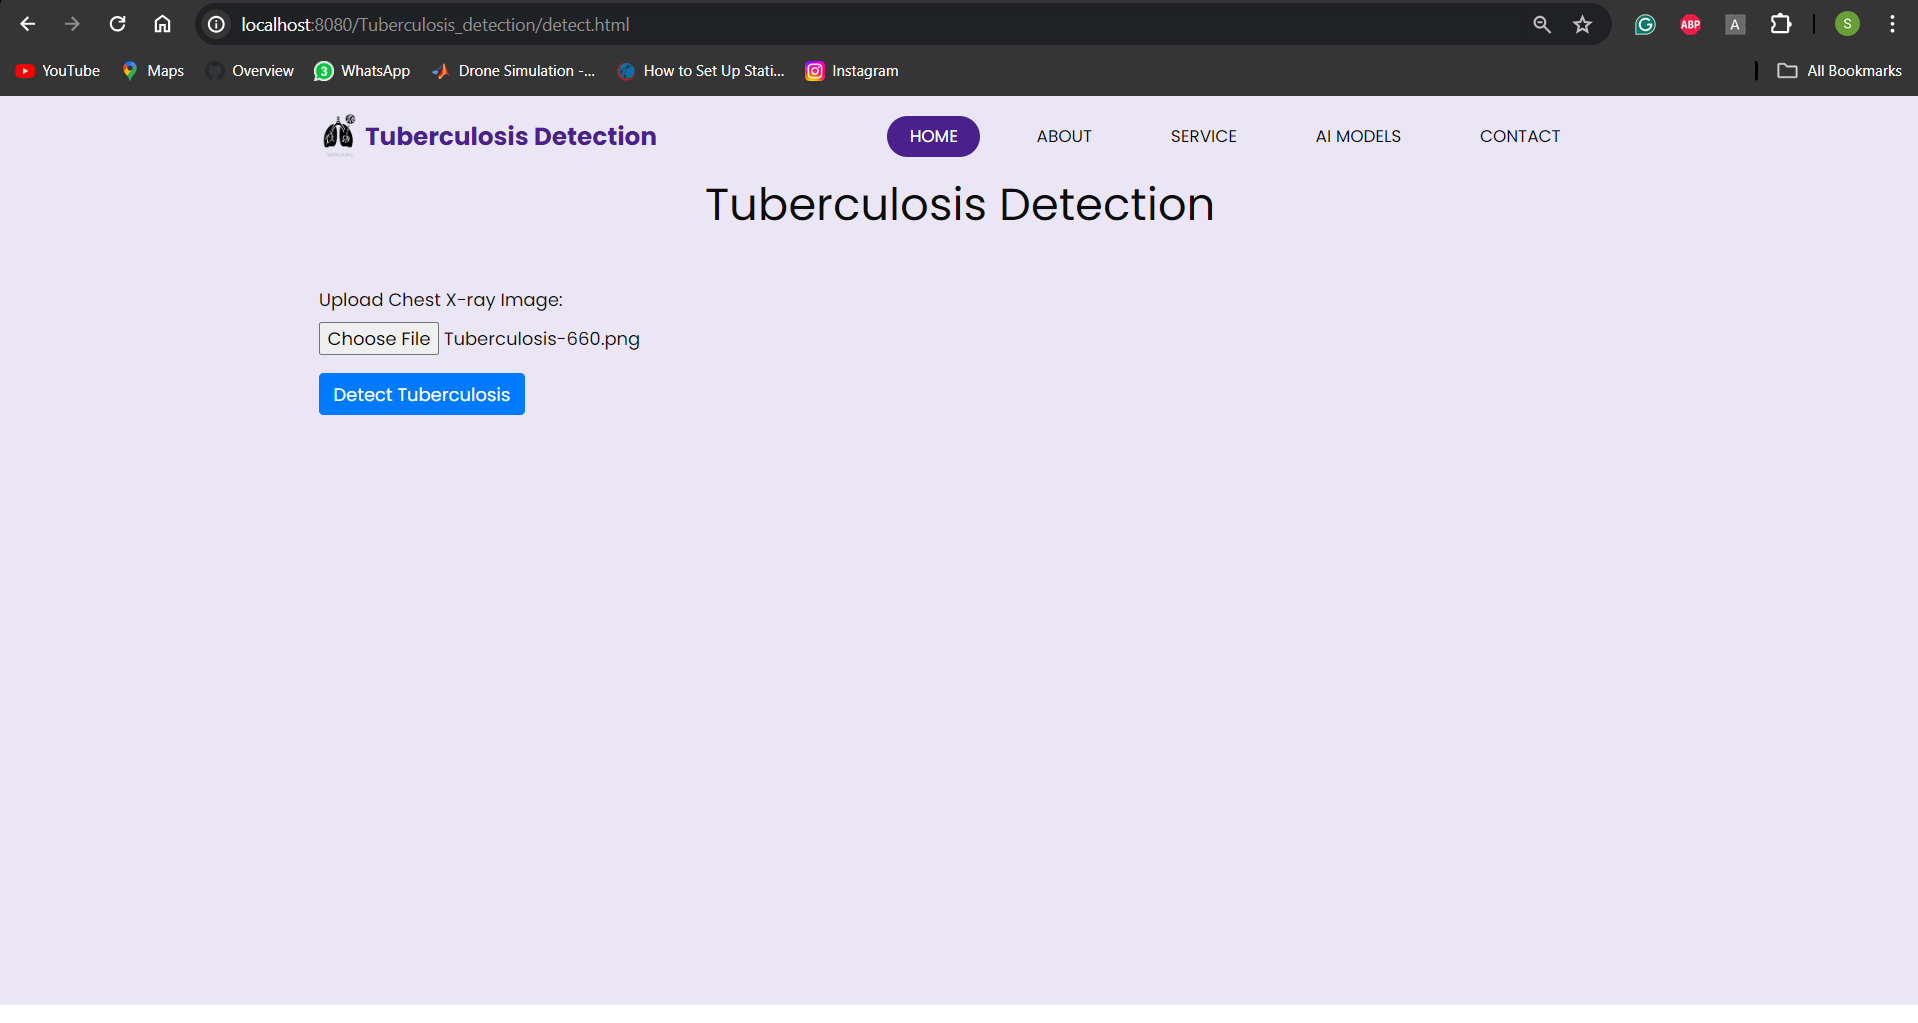 localhost:8080/Tuberculosis_detection/detect.html
ABP
A
S
YouTube
Maps
Overview
3
WhatsApp
Drone Simulation -...
How to Set Up Stati...
Instagram
All Bookmarks
Tuberculosis Detection
HOME
ABOUT
SERVICE
AI MODELS
CONTACT
Tuberculosis Detection
Upload Chest X-ray Image:
Choose File Tuberculosis-660.png
Detect Tuberculosis